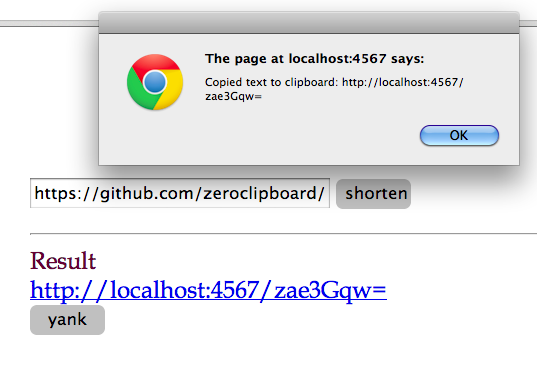 The page at localhost:4567 says:
Copied text to clipboard: http://localhost:4567/
zae3Gqw=
OK
https://github.com/zeroclipboard/ shorten
Result
http://localhost:4567/zae3Gqw=
yank